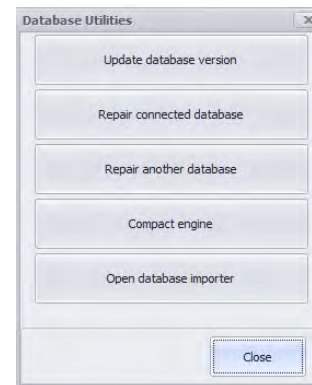 Database Utilities
Update database version
Repair connected database
Repair another database
Compact engine
Open database importer
Close